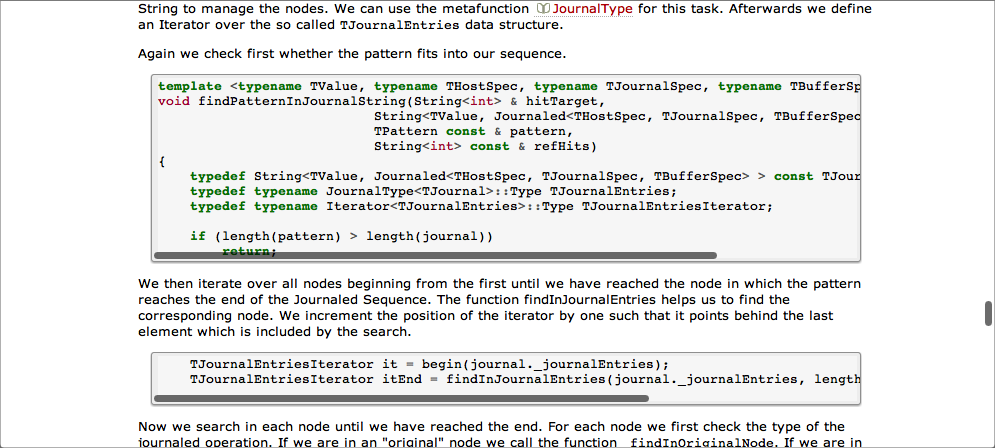 String to manage the nodes. We can use the metafunction JournalType for this task. Afterwards we define
an Iterator over the so called TJournalEntries data structure.
Again we check first whether the pattern fits into our sequence.
template <typename TValue, typename THostSpec, typename TJournalSpec, typename TBufferSp
void findPatternInJournalString(String<int> & hitTarget,
String<TValue, Journaled<THostSpec, TJournalSpec, TBufferSpec
TPattern const & pattern,
String<int> const & refHits)
{
typedef String<TValue, Journaled<THostSpec, TJournalSpec, TBufferSpec> > const TJour
typedef typename JournalType<TJournal>::Type TJournalEntries;
typedef typename Iterator<TJournalEntries>::Type TJournalEntriesIterator;
if (length(pattern) > length(journal))
return;
We then iterate over all nodes beginning from the first until we have reached the node in which the pattern
reaches the end of the Journaled Sequence. The function findInJournalEntries helps us to find the
corresponding node. We increment the position of the iterator by one such that it points behind the last
element which is included by the search.
TJournalEntriesIterator it = begin(journal._journalEntries);
TJournalEntriesIterator itEnd = findInJournalEntries(journal._journalEntries, length
Now we search in each node until we have reached the end. For each node we first check the type of the
journaled operation. If we are in an "original" node we call the function _findInOriginalNode. If we are in